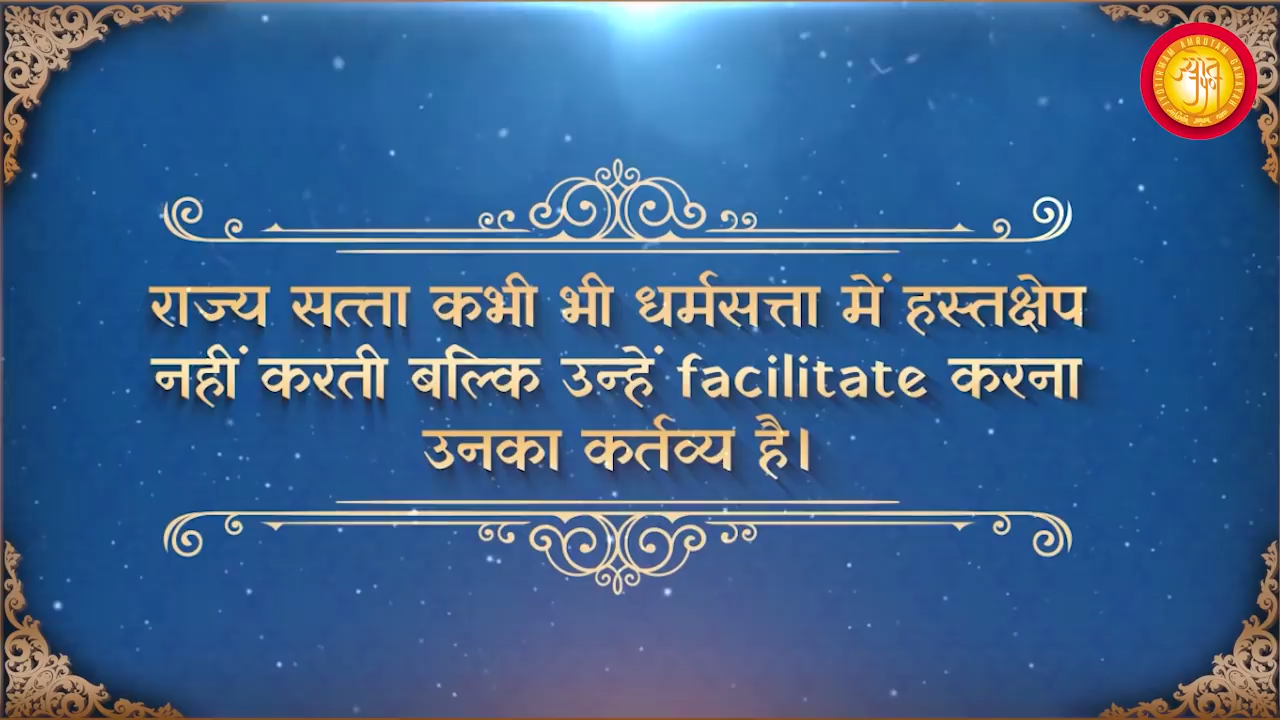 राज्य सत्ता कभी भी धर्मसत्ता में हस्तक्षेप
नहीं करती बल्कि उन्हें facilitate करना
उनका कर्तव्य है।